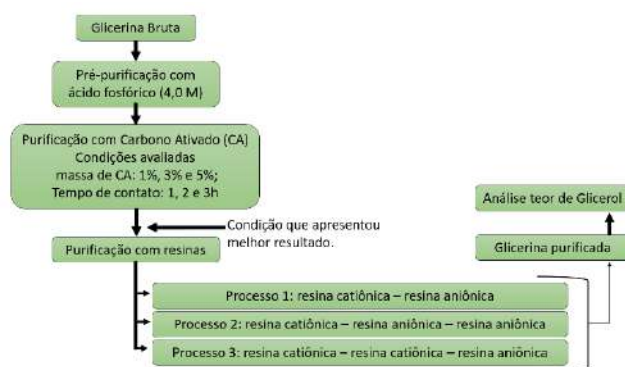 Glicerina Bruta
Pré-purificação com
ácido fosfórico (4,0 M)
Purificação com Carbono Ativado (CA)
Condições avaliadas
massa de CA: 1%, 3% e 5%;
Tempo de contato: 1, 2 e 3h
Condição que apresentou
melhor resultado.
Purificação com resinas
Processo 1: resina catiônica – resina aniônica
Processo 2: resina catiônica – resina aniônica – resina aniônica
Processo 3: resina catiônica – resina catiônica – resina aniônica
Análise teor de Glicerol
Glicerina purificada